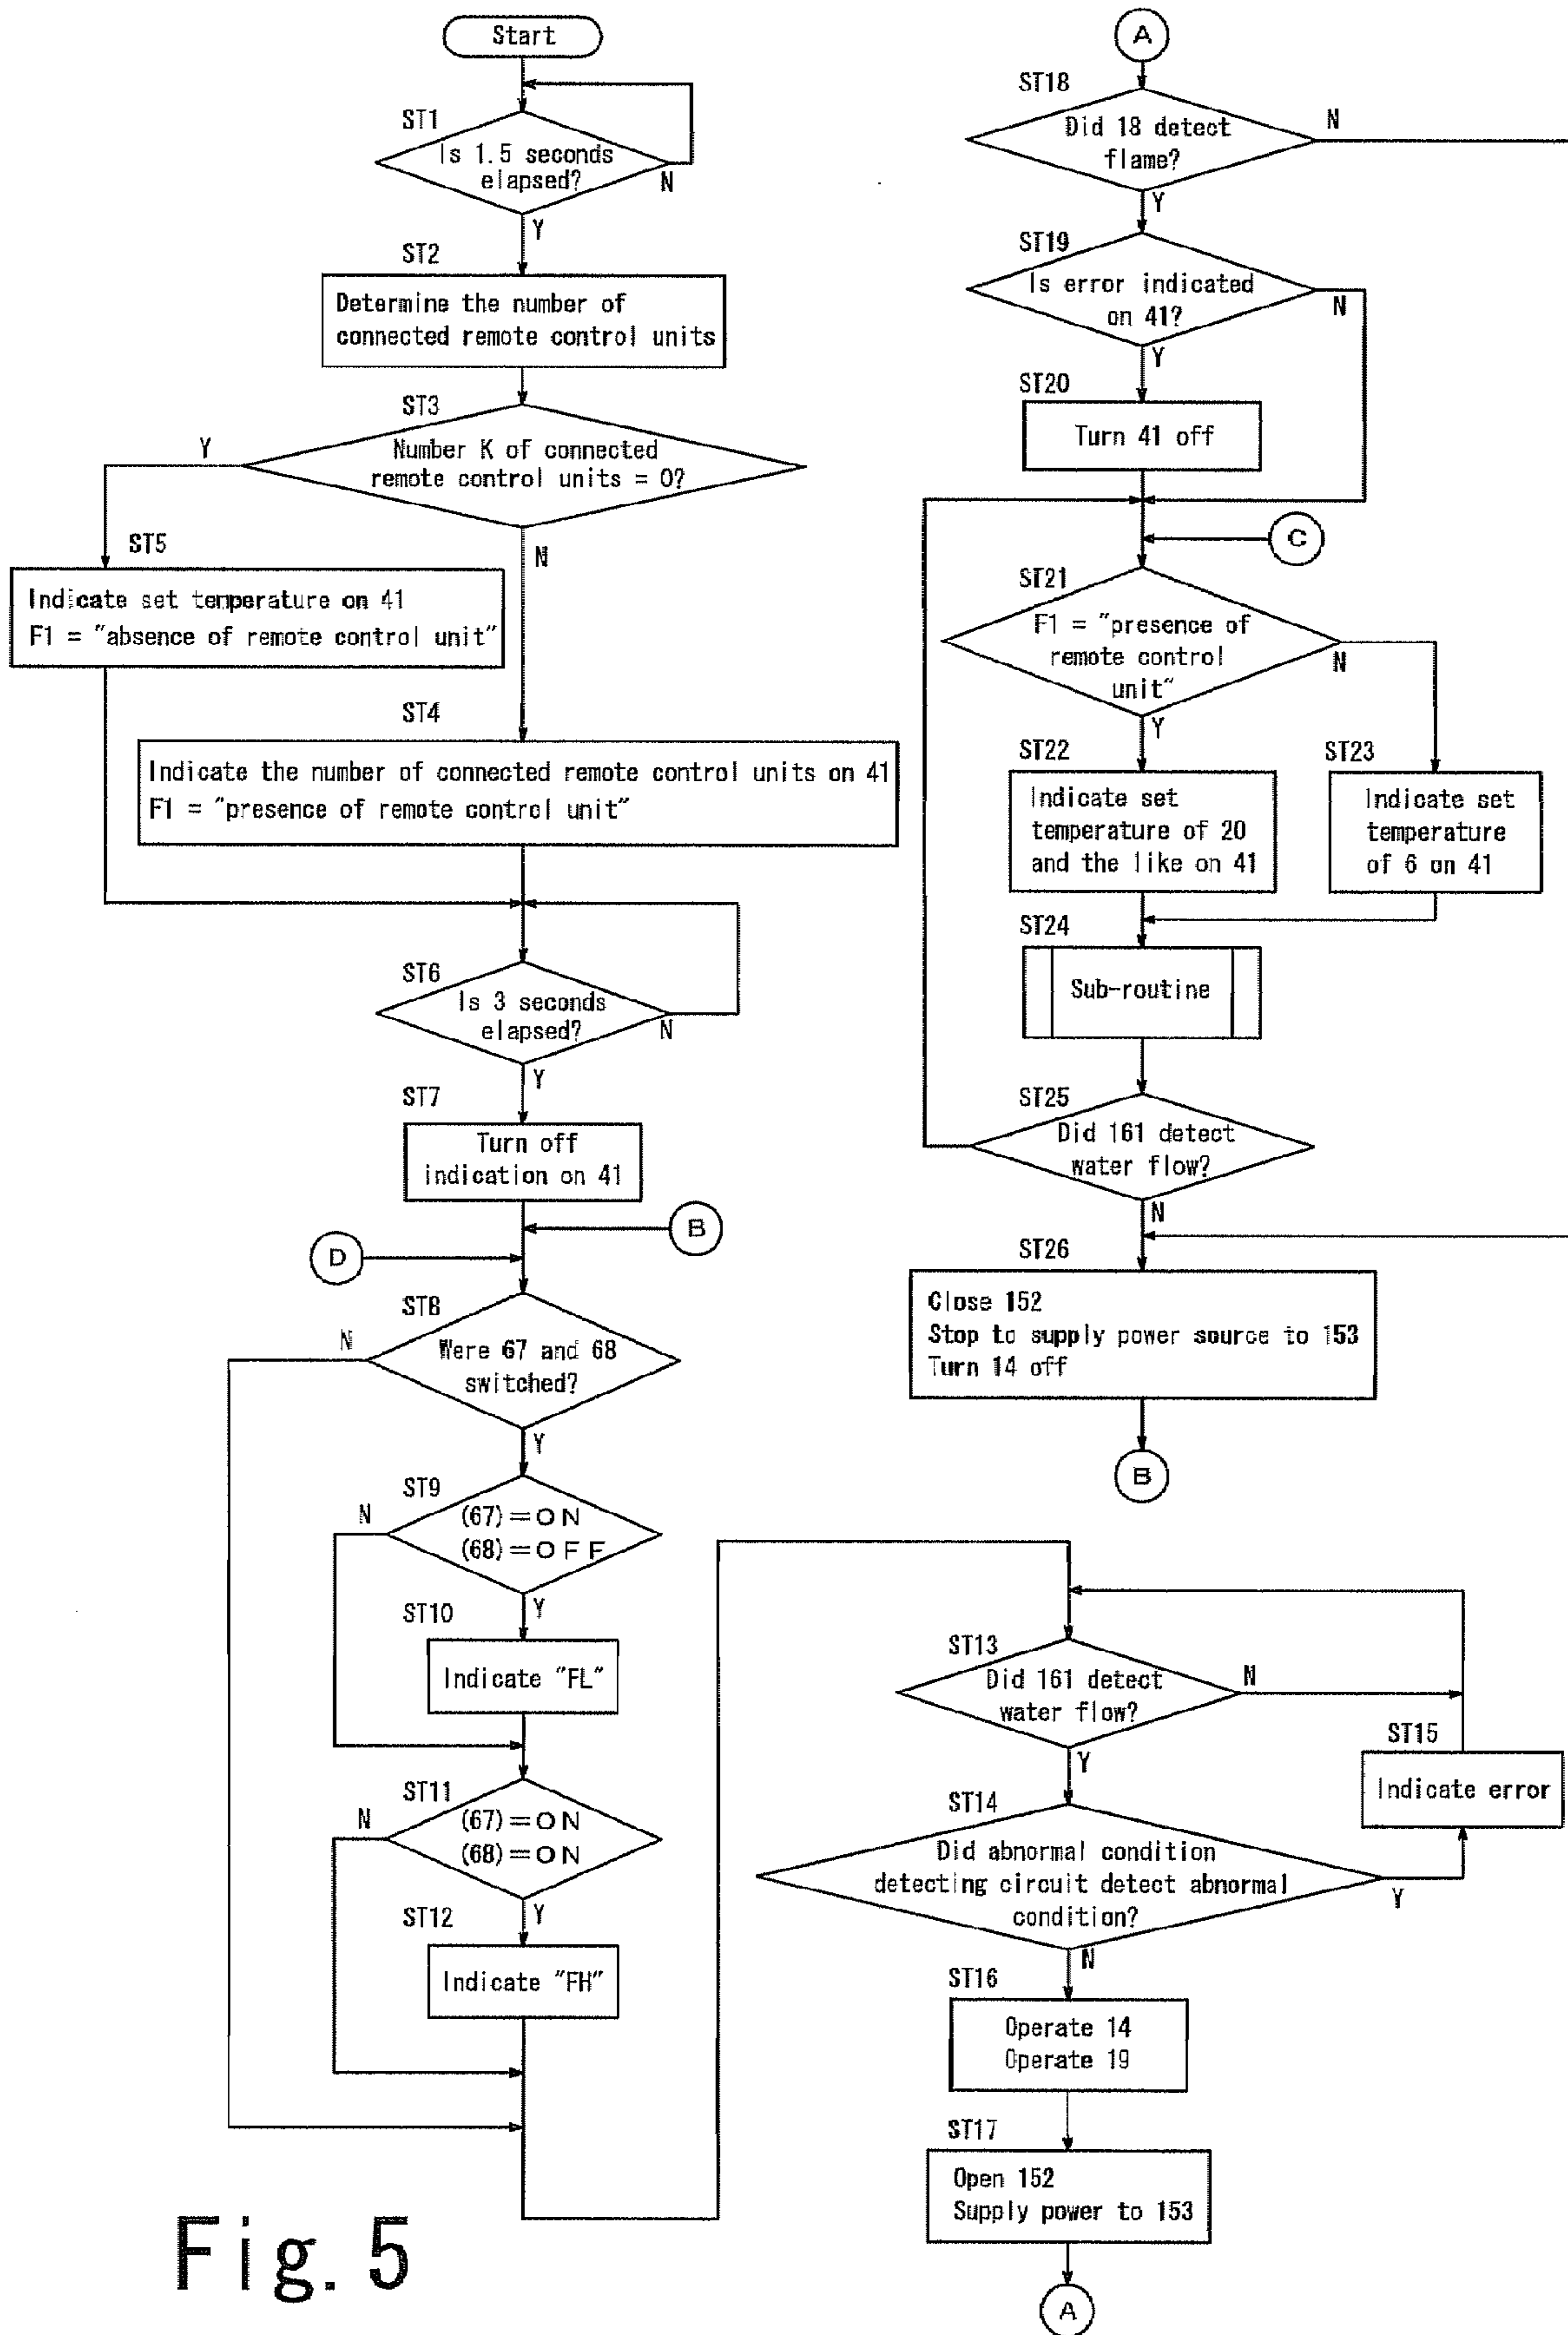 Start
ST1
Is 1.5 seconds
elapsed?
N
Y
ST2
Determine the number of
connected remote control units
ST3
Number K of connected
remote control units = 0?
Y
N
ST5
Indicate set temperature on 41
F1 = "absence of remote control unit"
ST4
Indicate the number of connected remote control units on 41
F1 = "presence of remote control unit"
ST6
Is 3 seconds
elapsed?
N
Y
ST7
Turn off
indication on 41
B
D
ST8
Were 67 and 68
switched?
N
Y
ST9
(67)=ON
(68)=OFF
N
Y
ST10
Indicate "FL"
ST11
(67)=ON
(68)=ON
N
Y
ST12
Indicate "FH"
A
ST18
Did 18 detect
flame?
N
Y
ST19
Is error indicated
on 41?
N
Y
ST20
Turn 41 off
C
ST21
F1 = "presence of
remote control
unit"
N
Y
ST22
Indicate set
temperature of 20
and the like on 41
ST23
Indicate set
temperature
of 6 on 41
ST24
Sub-routine
ST25
Did 161 detect
water flow?
N
ST26
Close 152
Stop to supply power source to 153
Turn 14 off
B
ST13
Did 161 detect
water flow?
N
Y
ST15
Indicate error
ST14
Did abnormal condition
detecting circuit detect abnormal
condition?
Y
N
ST16
Operate 14
Operate 19
ST17
Open 152
Supply power to 153
A
Fig. 5